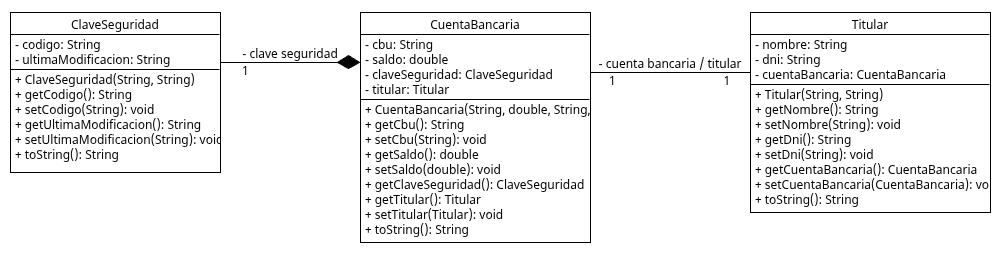 ClaveSeguridad
- codigo: String
- ultimaModificacion: String
+ ClaveSeguridad(String, String)
+ getCodigo(): String
+ setCodigo(String): void
+ getUltimaModificacion(): String
+ setUltimaModificacion(String): void
+ toString(): String
- clave seguridad
1
CuentaBancaria
- cbu: String
- saldo: double
- claveSeguridad: ClaveSeguridad
- titular: Titular
+ CuentaBancaria(String, double, String,
+ getCbu(): String
+ setCbu(String): void
+ getSaldo(): double
+ setSaldo(double): void
+ getClaveSeguridad(): ClaveSeguridad
+ getTitular(): Titular
+ setTitular(Titular): void
+ toString(): String
- cuenta bancaria / titular
1 1
Titular
- nombre: String
- dni: String
- cuentaBancaria: CuentaBancaria
+ Titular(String, String)
+ getNombre(): String
+ setNombre(String): void
+ getDni(): String
+ setDni(String): void
+ getCuentaBancaria(): CuentaBancaria
+ setCuentaBancaria(CuentaBancaria): vo
+ toString(): String